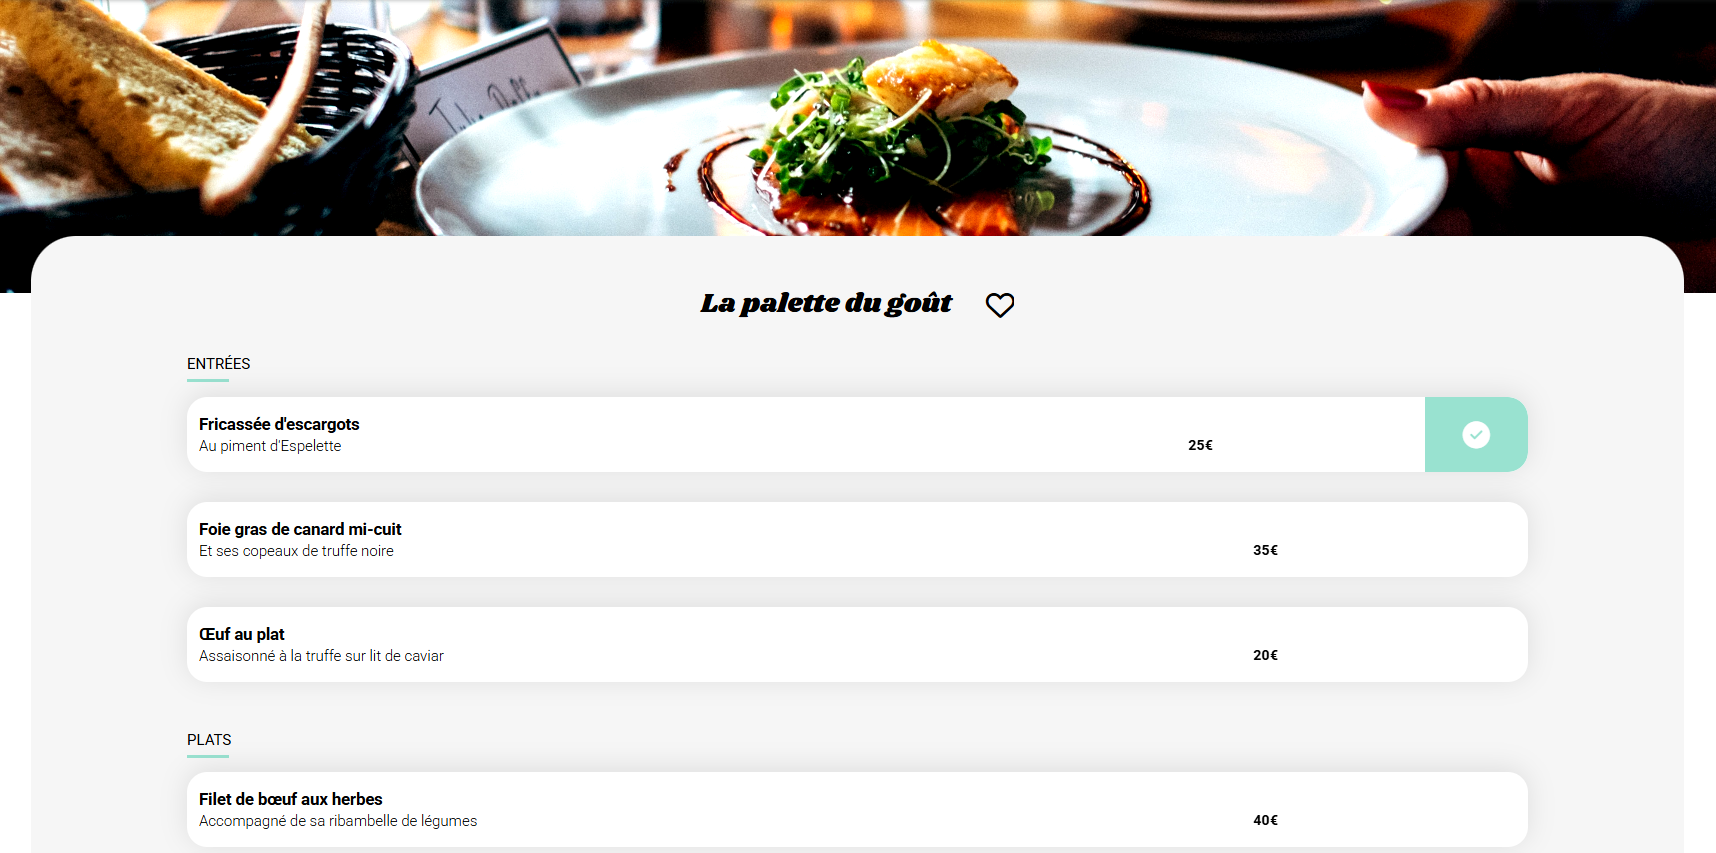 La palette du goût
ENTRÉES
Fricassée d'escargots
Au piment d'Espelette
25€
Foie gras de canard mi-cuit
Et ses copeaux de truffe noire
35€
Œuf au plat
Assaisonné à la truffe sur lit de caviar
20€
PLATS
Filet de bœuf aux herbes
Accompagné de sa ribambelle de légumes
40€